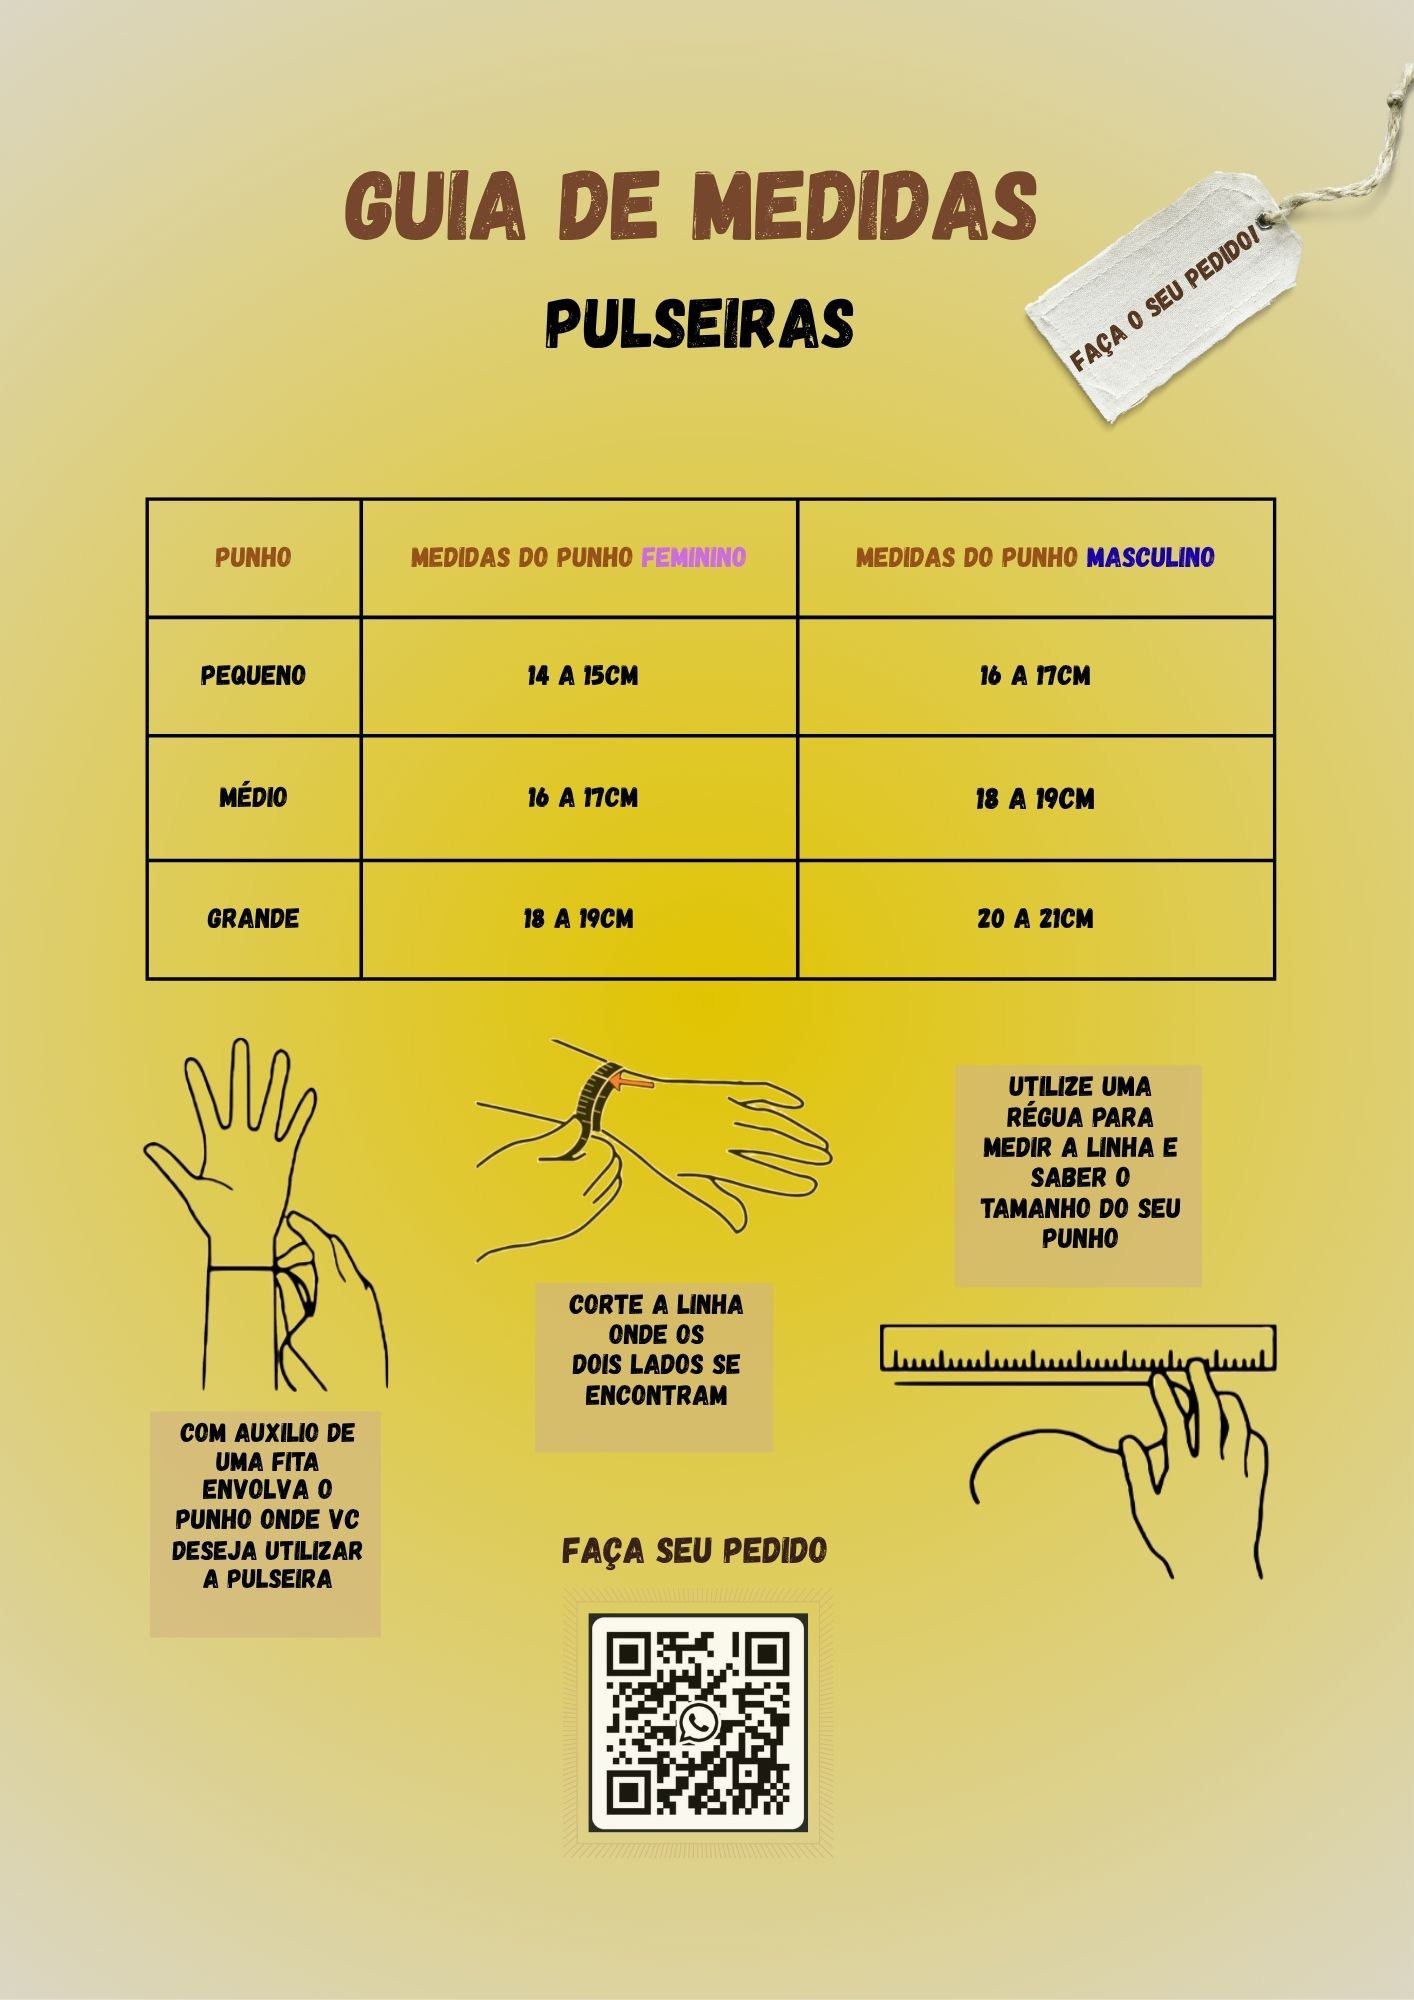 GUIA DE MEDIDAS
PULSEIRAS
FAÇA O SEU PEDIDO!
PUNHO MEDIDAS DO PUNHO FEMININO MEDIDAS DO PUNHO MASCULINO
PEQUENO 14 A 15CM 16 A 17CM
MÉDIO 16 A 17CM 18 A 19CM
GRANDE 18 A 19CM 20 A 21CM
COM AUXILIO DE
UMA FITA
ENVOLVA O
PUNHO ONDE VC
DESEJA UTILIZAR
A PULSEIRA
CORTE A LINHA
ONDE OS
DOIS LADOS SE
ENCONTRAM
UTILIZE UMA
RÉGUA PARA
MEDIR A LINHA E
SABER O
TAMANHO DO SEU
PUNHO
FAÇA SEU PEDIDO